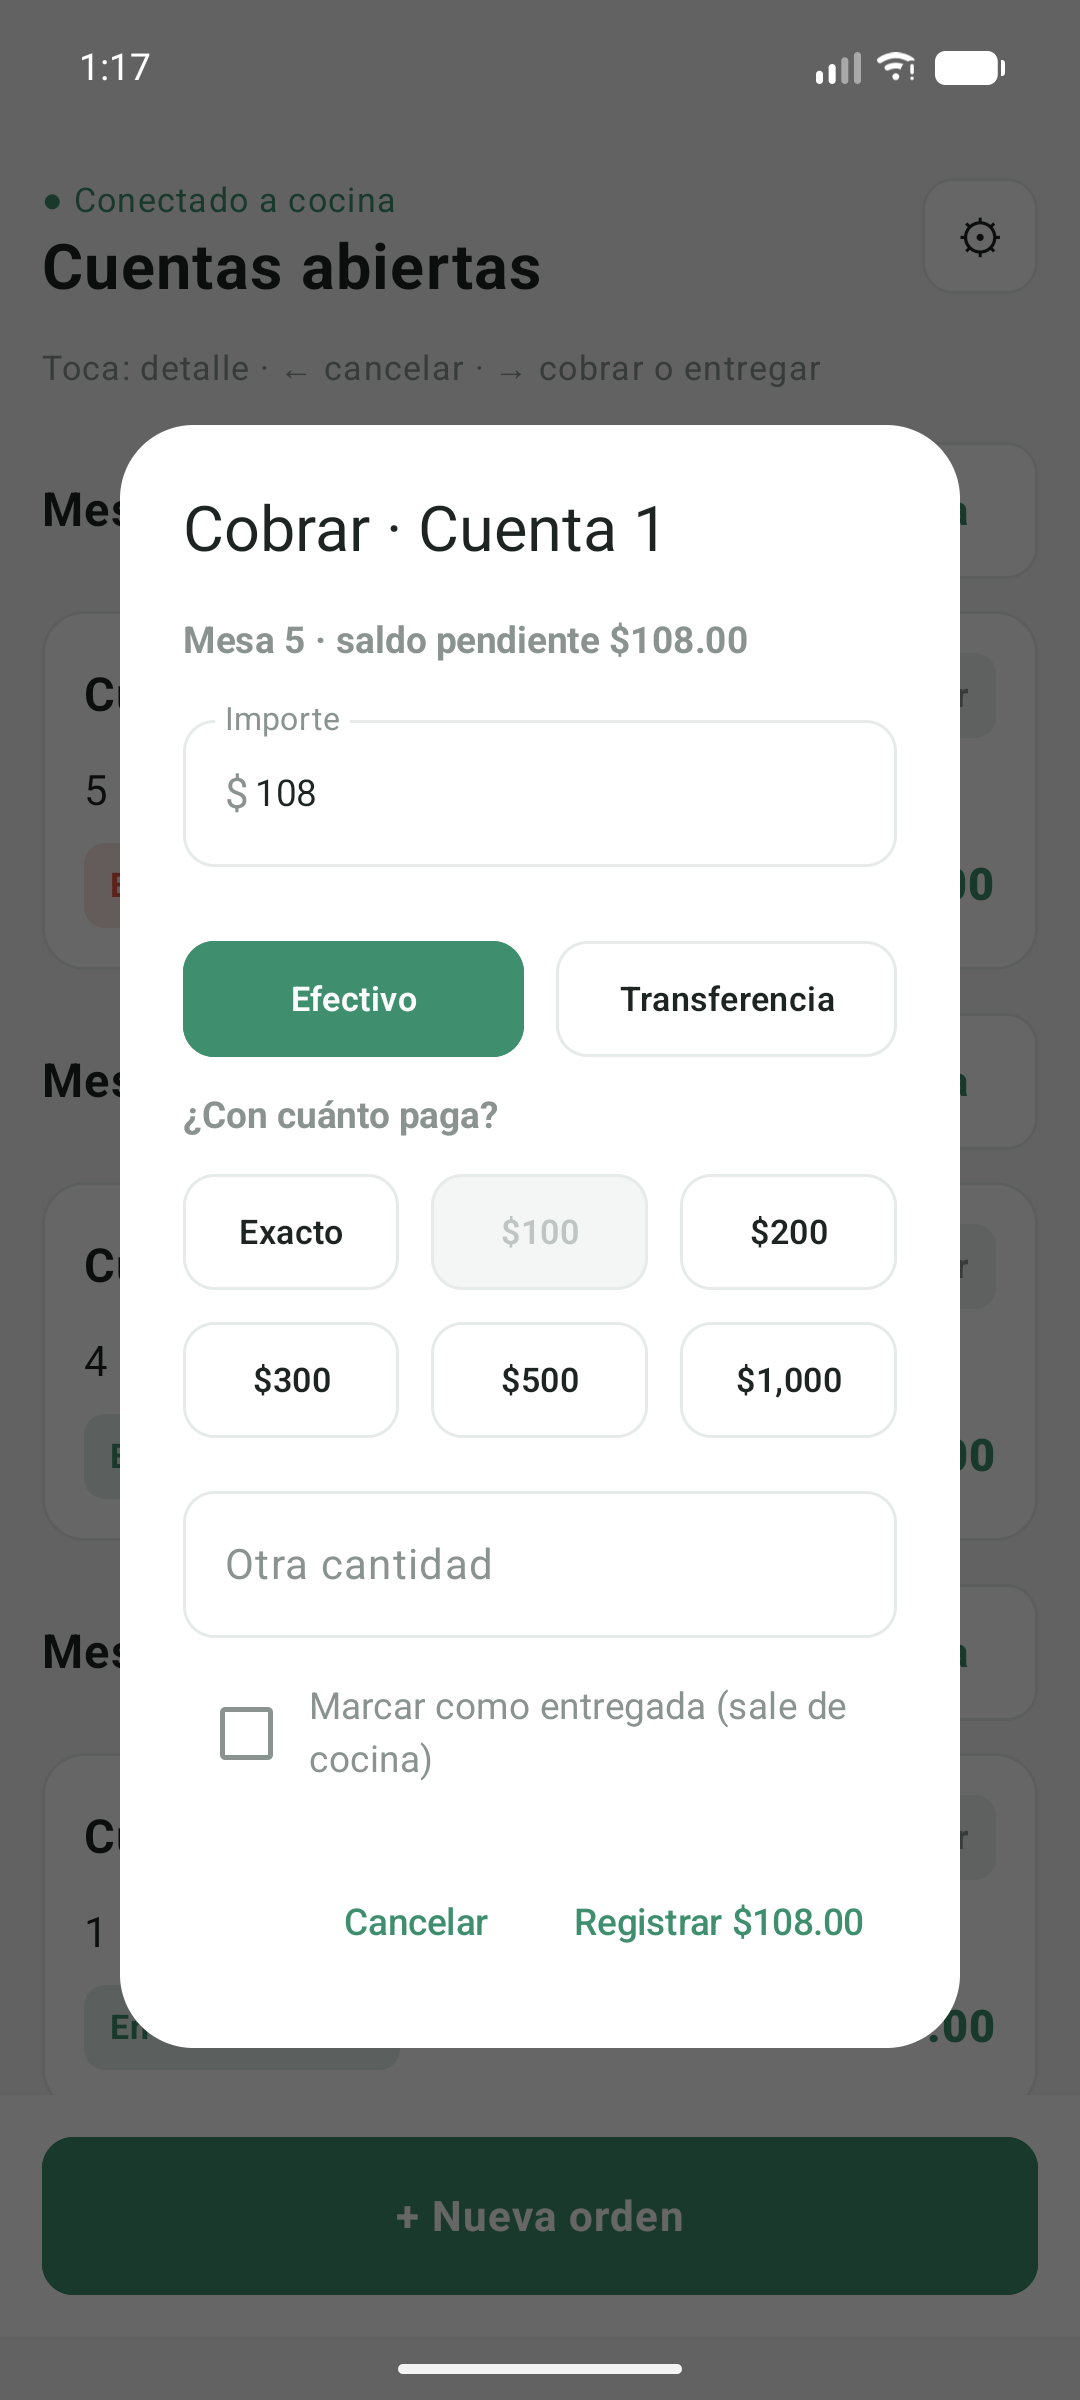 1:17
● Conectado a cocina
Cuentas abiertas
Toca: detalle · ← cancelar · → cobrar o entregar
Cobrar · Cuenta 1
Mesa 5 · saldo pendiente $108.00
Importe
$ 108
Efectivo
Transferencia
¿Con cuánto paga?
Exacto
$100
$200
$300
$500
$1,000
Otra cantidad
Marcar como entregada (sale de
cocina)
Cancelar
Registrar $108.00
+ Nueva orden